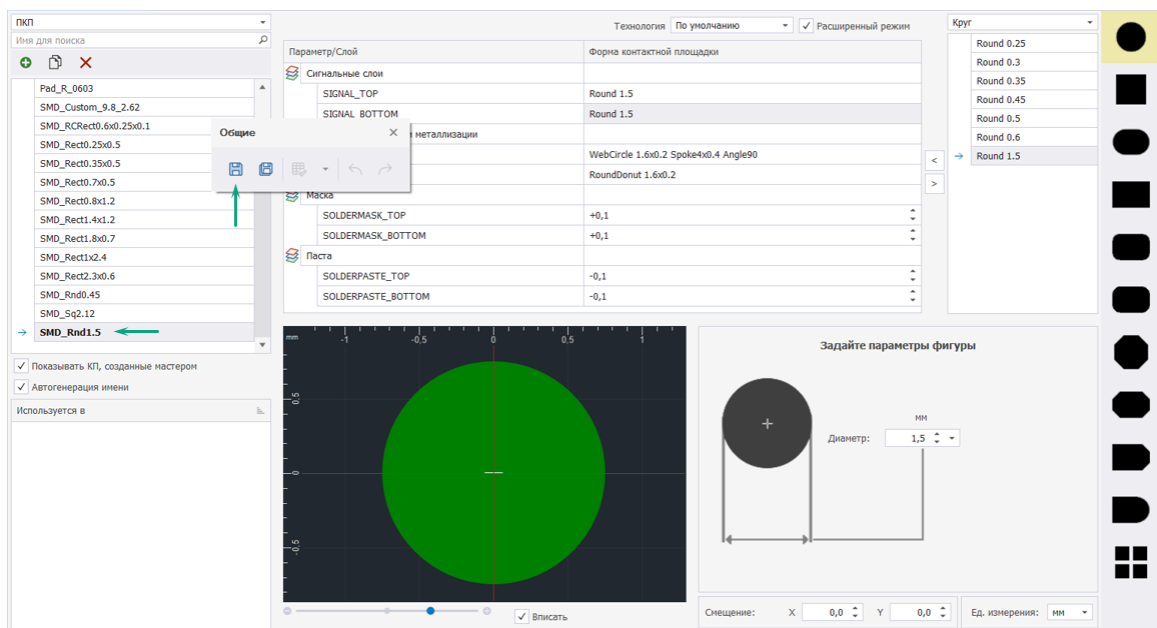 ПКП
Имя для поиска
Pad_R_0603
SMD_Custom_9.8_2.62
SMD_RCRect0.6x0.25x0.1
SMD_Rect0.25x0.5
SMD_Rect0.35x0.5
SMD_Rect0.7x0.5
SMD_Rect0.8x1.2
SMD_Rect1.4x1.2
SMD_Rect1.8x0.7
SMD_Rect1x2.4
SMD_Rect2.3x0.6
SMD_Rnd0.45
SMD_Sq2.12
SMD_Rnd1.5
Показывать КП, созданные мастером
Автогенерация имени
Используется в
Технология По умолчанию Расширенный режим
Параметр/Слой Форма контактной площадки
Сигнальные слои
SIGNAL_TOP Round 1.5
SIGNAL_BOTTOM Round 1.5
металлизации
WebCircle 1.6x0.2 Spoke4x0.4 Angle90
RoundDonut 1.6x0.2
Маска
SOLDERMASK_TOP +0,1
SOLDERMASK_BOTTOM +0,1
Паста
SOLDERPASTE_TOP -0,1
SOLDERPASTE_BOTTOM -0,1
Общие
Круг
Round 0.25
Round 0.3
Round 0.35
Round 0.45
Round 0.5
Round 0.6
Round 1.5
<
>
mm -1 -0.5 0 0.5 1
0.5
0
-0.5
Вписать
Задайте параметры фигуры
мм
Диаметр: 1,5
Смещение: X 0,0 Y 0,0 Ед. измерения: мм